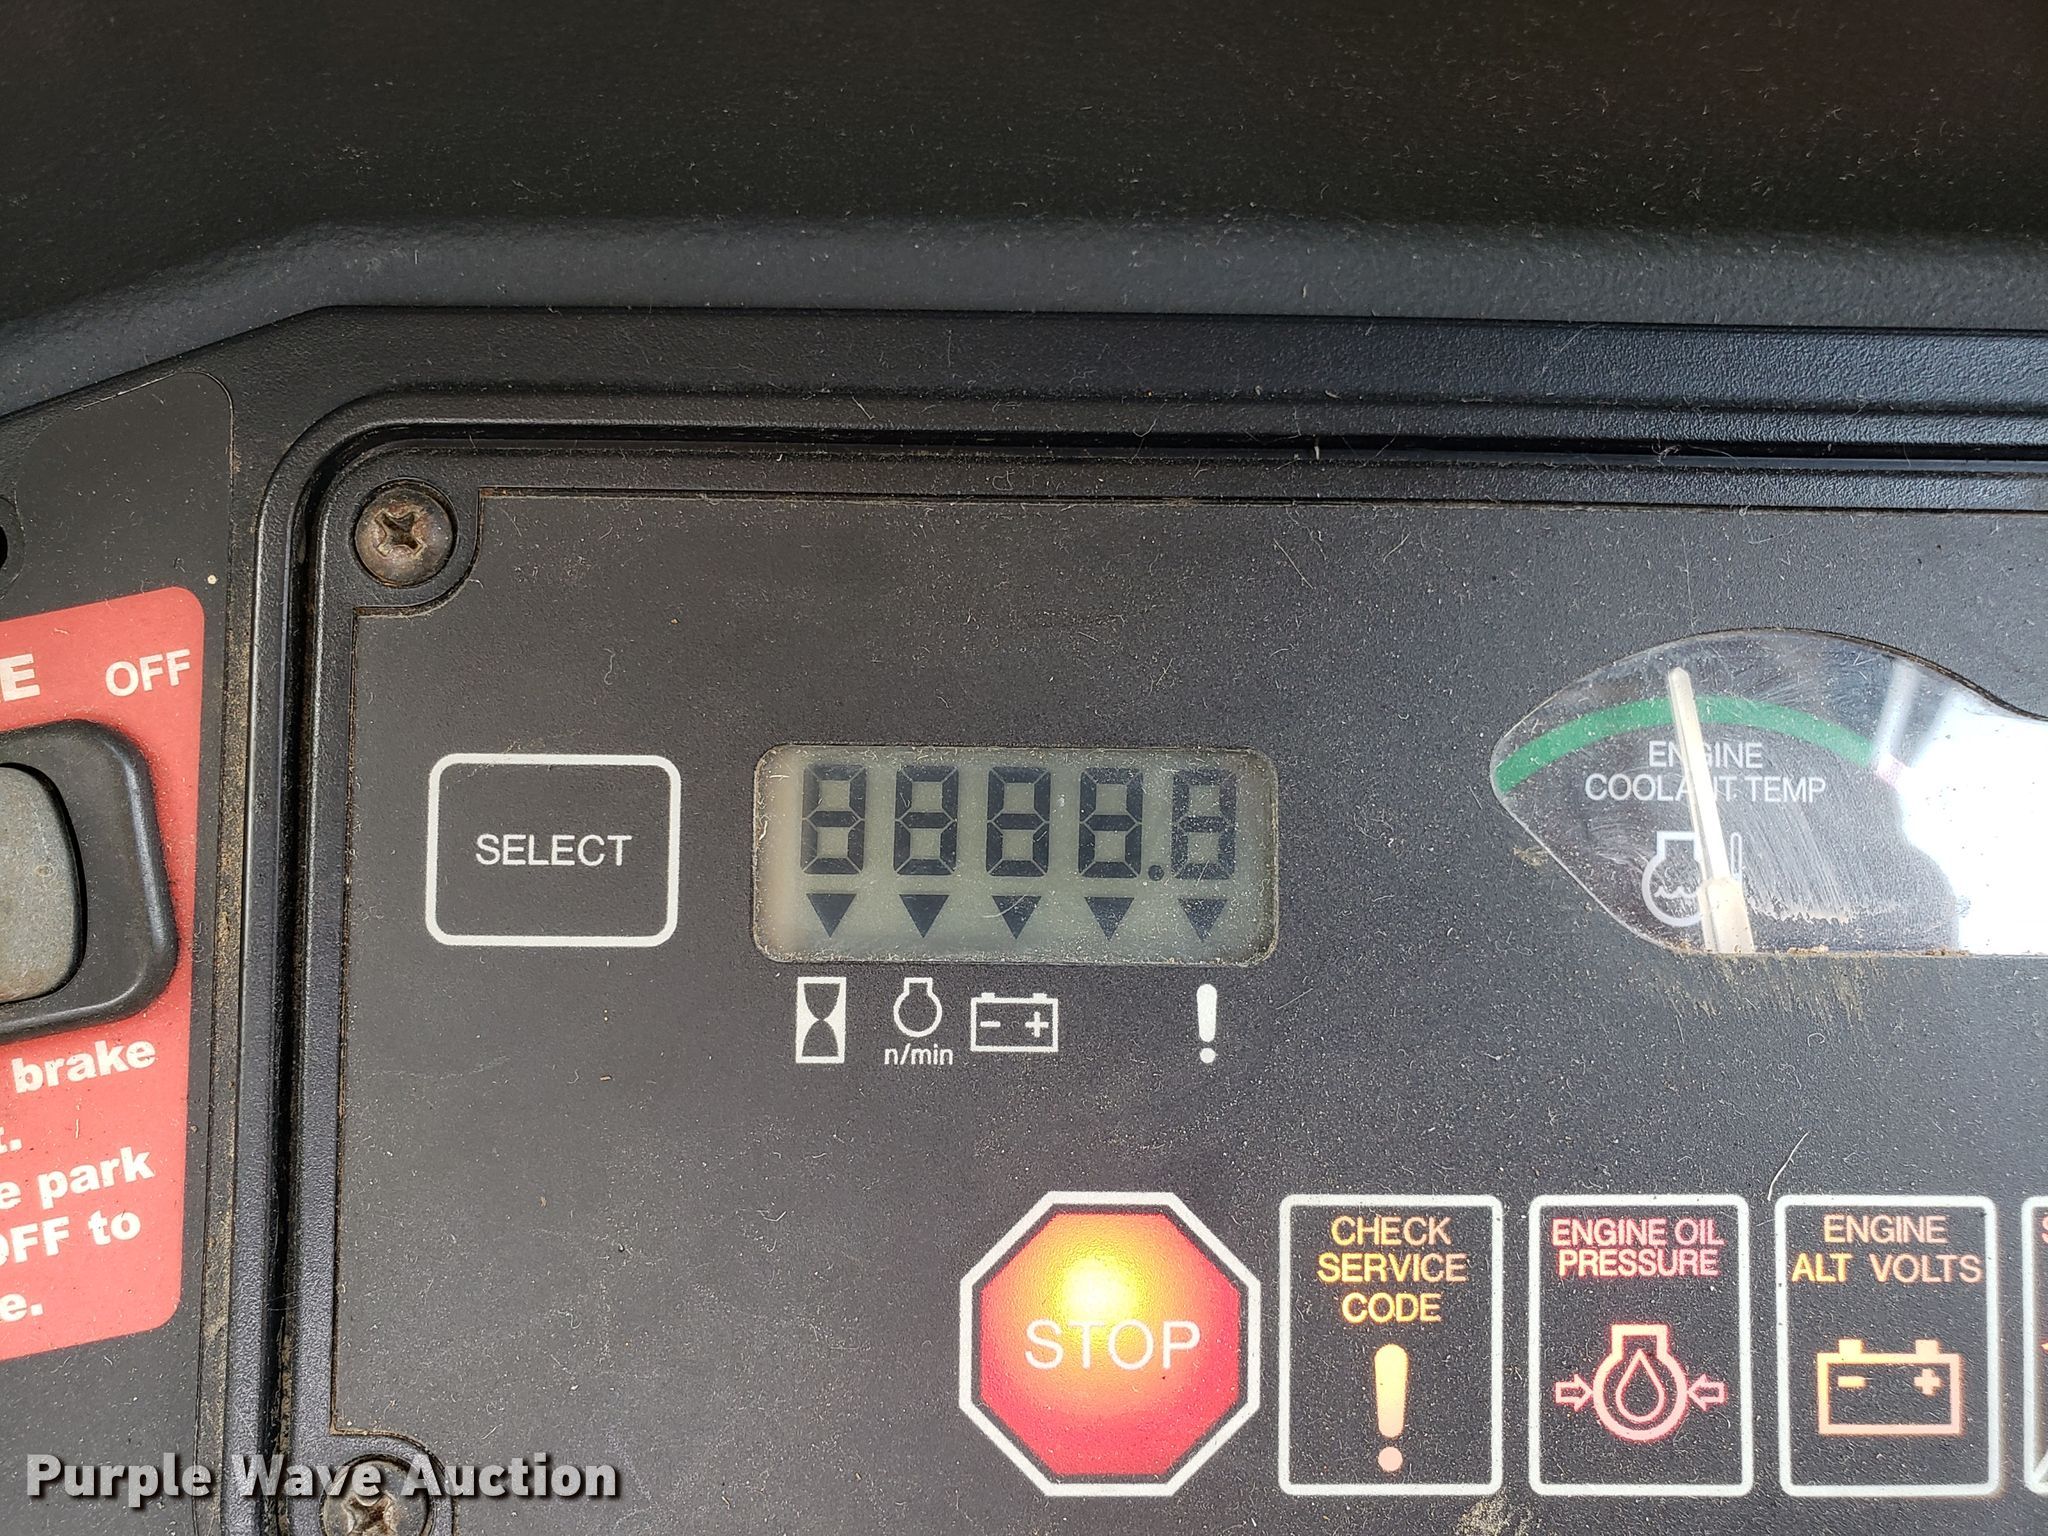 E OFF
brake
t.
e park
OFF to
e.
SELECT
8888.8
n/min
ENGINE
COOLANT TEMP
STOP
CHECK
SERVICE
CODE
ENGINE OIL
PRESSURE
ENGINE
ALT VOLTS
S
Purple Wave Auction